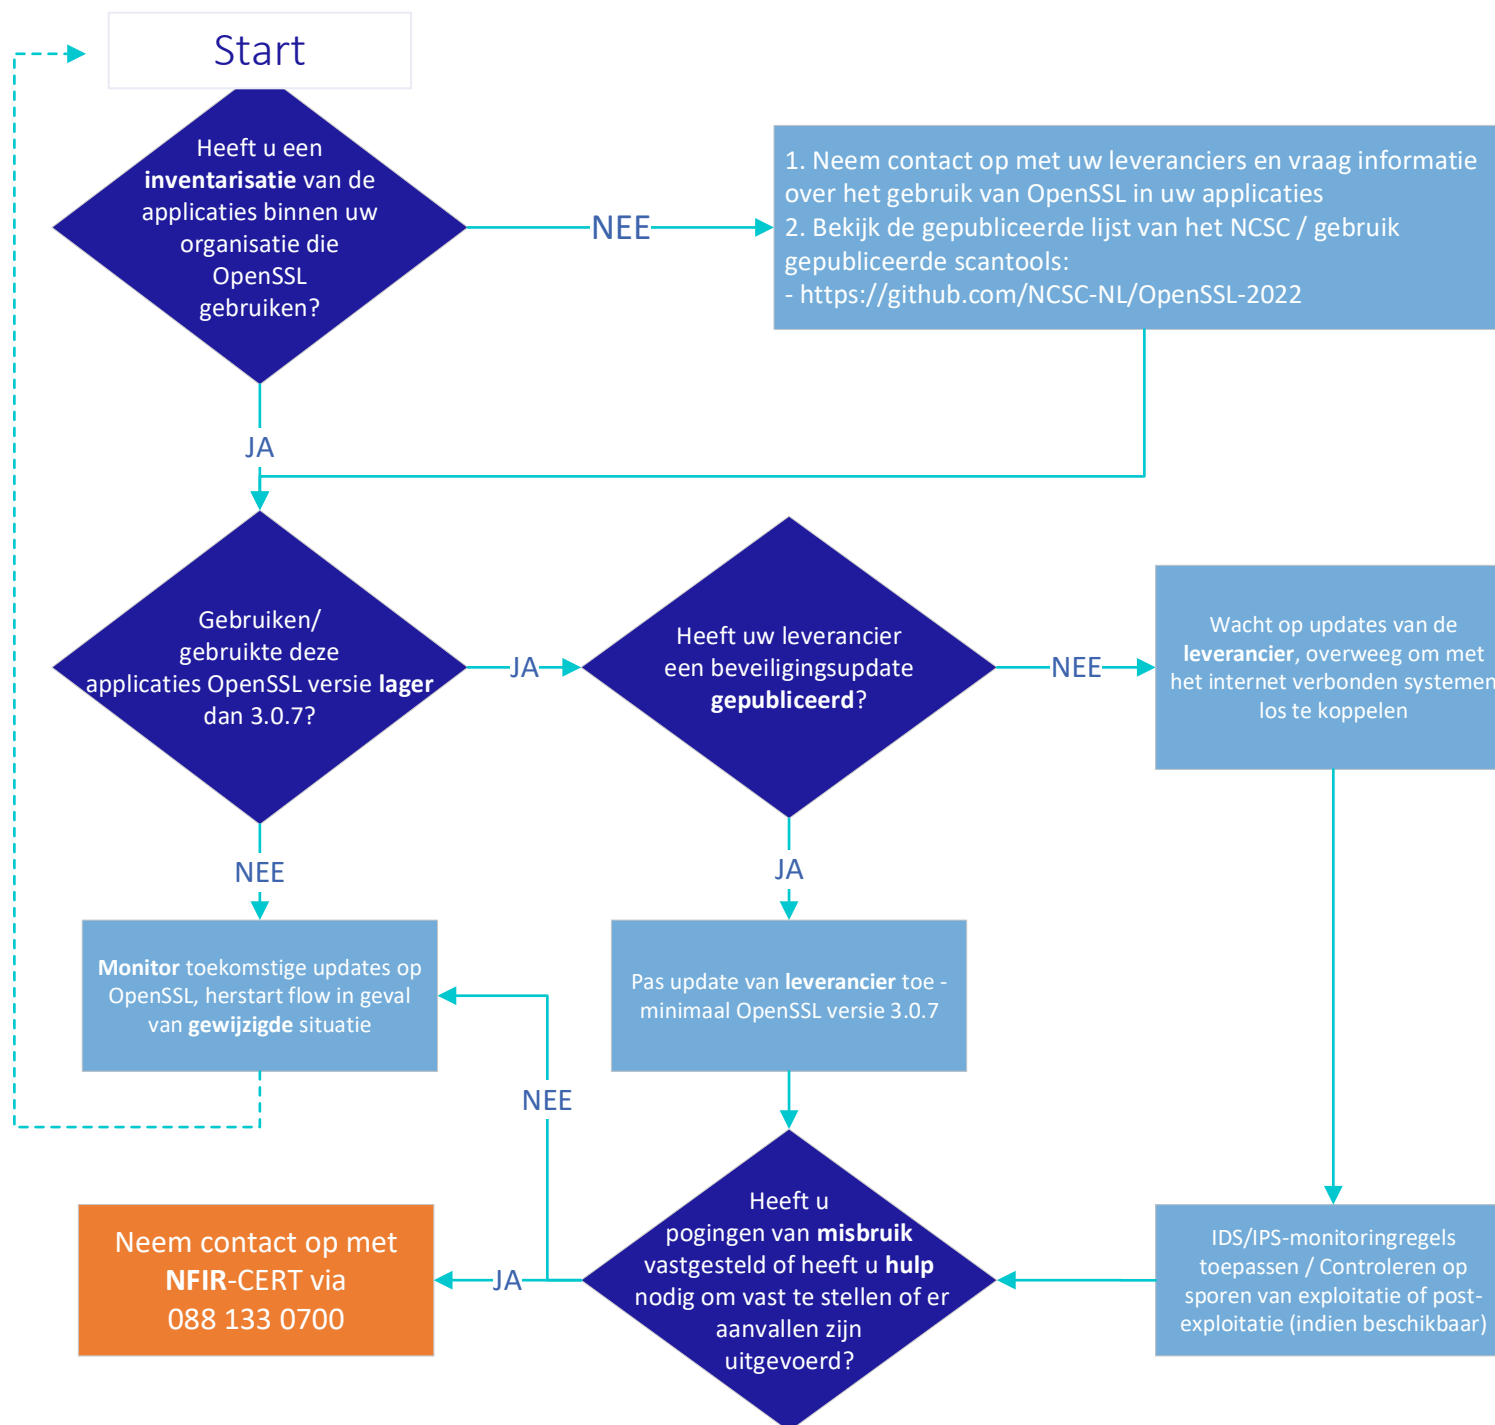 Start
Heeft u een
inventarisatie van de
applicaties binnen uw
organisatie die
OpenSSL
gebruiken?
NEE
1. Neem contact op met uw leveranciers en vraag informatie
over het gebruik van OpenSSL in uw applicaties
2. Bekijk de gepubliceerde lijst van het NCSC / gebruik
gepubliceerde scantools:
- https://github.com/NCSC-NL/OpenSSL-2022
JA
Gebruiken/
gebruikte deze
applicaties OpenSSL versie lager
dan 3.0.7?
JA
Heeft uw leverancier
een beveiligingsupdate
gepubliceerd?
NEE
Wacht op updates van de
leverancier, overweeg om met
het internet verbonden systemen
los te koppelen
NEE
JA
Monitor toekomstige updates op
OpenSSL, herstart flow in geval
van gewijzigde situatie
Pas update van leverancier toe -
minimaal OpenSSL versie 3.0.7
NEE
Neem contact op met
NFIR-CERT via
088 133 0700
JA
Heeft u
pogingen van misbruik
vastgesteld of heeft u hulp
nodig om vast te stellen of er
aanvallen zijn
uitgevoerd?
IDS/IPS-monitoringregels
toepassen / Controleren op
sporen van exploitatie of post-
exploitatie (indien beschikbaar)